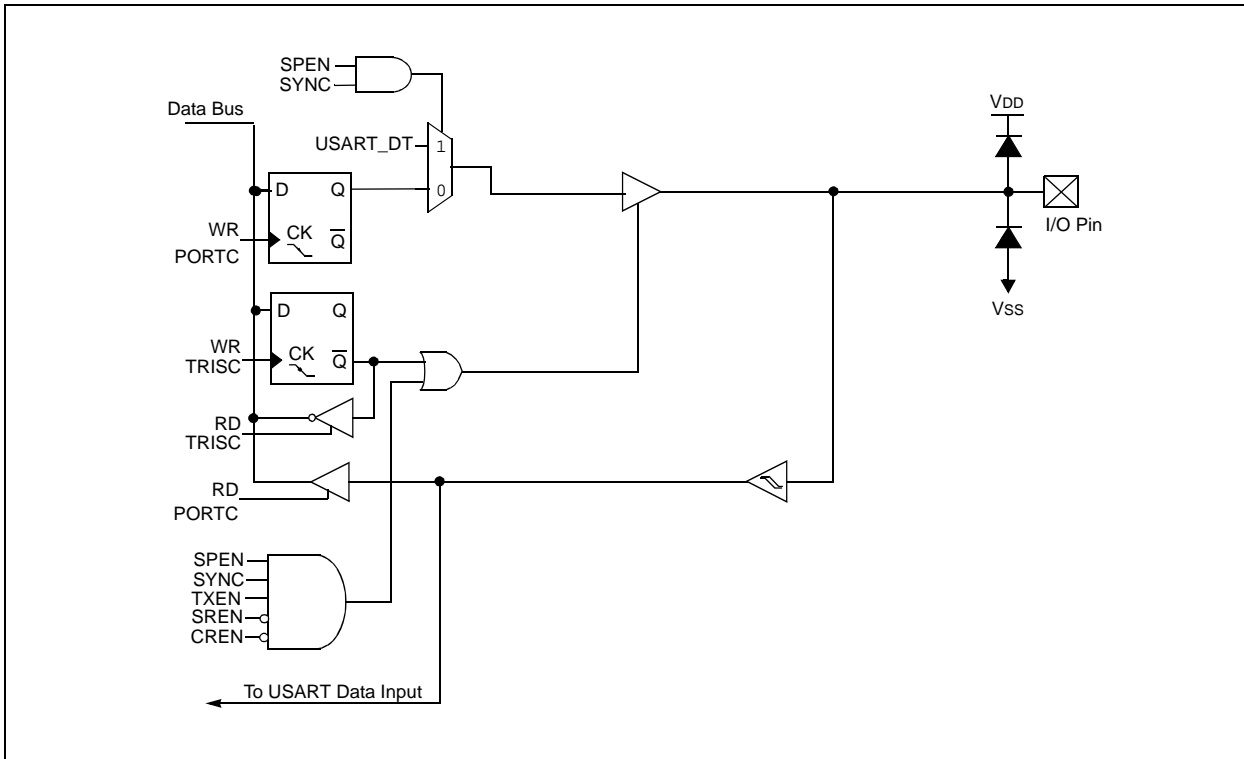 SPEN
SYNC
Data Bus
VDD
USART_DT
1
0
D Q
CK Q
WR
PORTC
I/O Pin
VSS
D Q
CK Q
WR
TRISC
RD
TRISC
RD
PORTC
SPEN
SYNC
TXEN
SREN
CREN
To USART Data Input